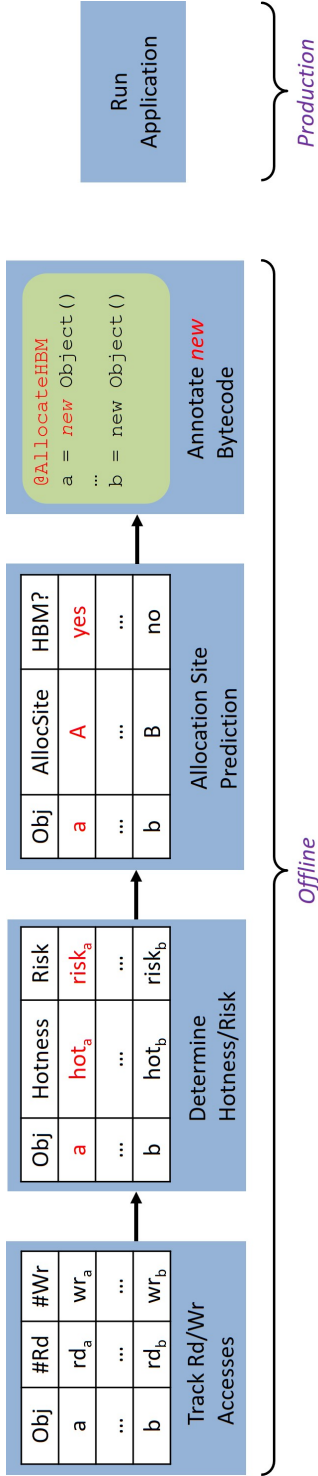 Obj #Rd #Wr
a rd_a wr_a
... ... ...
b rd_b wr_b
Track Rd/Wr
Accesses
Obj Hotness Risk
a hot_a risk_a
... ... ...
b hot_b risk_b
Determine
Hotness/Risk
Obj AllocSite HBM?
a A yes
... ... ...
b B no
Allocation Site
Prediction
@AllocateHBM
a = new Object()
...
b = new Object()
Annotate new
Bytecode
Run
Application
Offline
Production